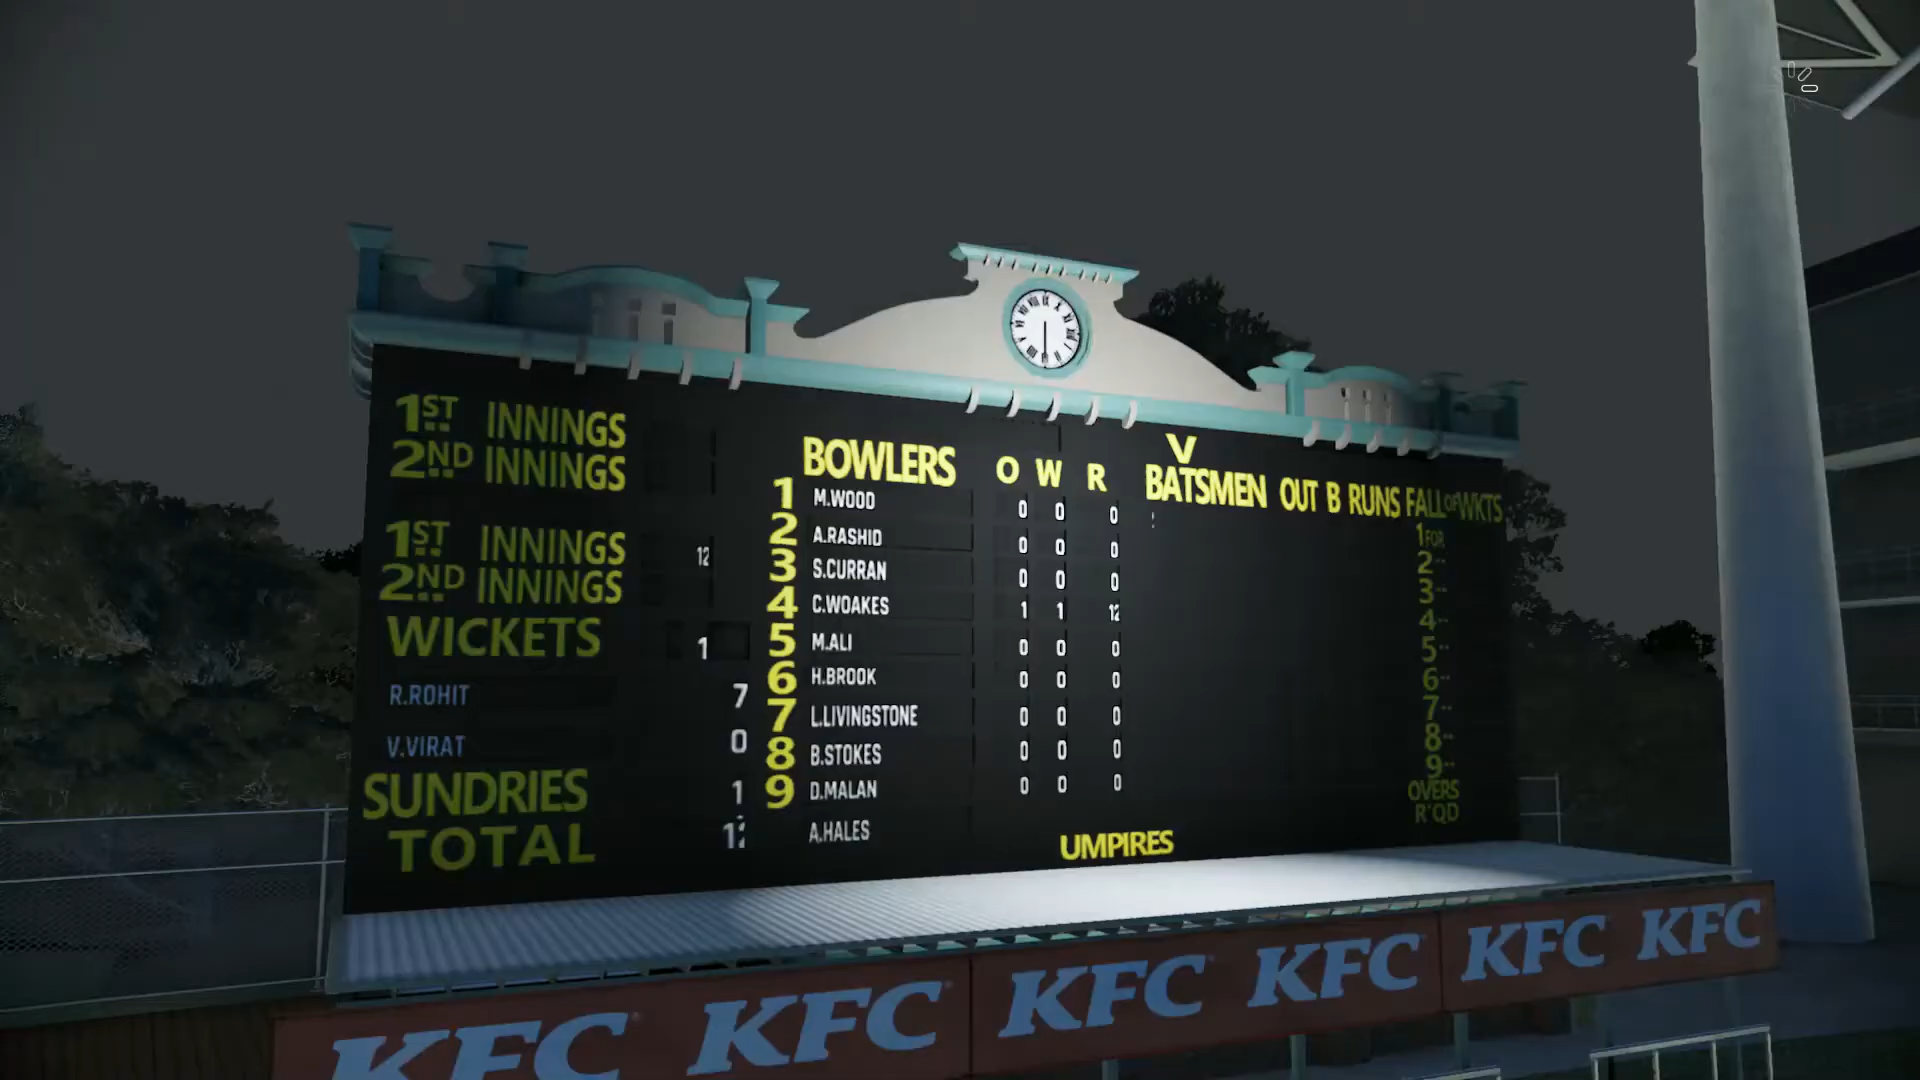 1ST INNINGS
2ND INNINGS
1ST INNINGS 12
2ND INNINGS
WICKETS 1
R.ROHIT 7
V.VIRAT 0
SUNDRIES 1
TOTAL
BOWLERS O W R
1 M.WOOD 0 0 0
2 A.RASHID 0 0 0
3 S.CURRAN 0 0 0
4 C.WOAKES 1 1 12
5 M.ALI 0 0 0
6 H.BROOK 0 0 0
7 L.LIVINGSTONE 0 0 0
8 B.STOKES 0 0 0
9 D.MALAN 0 0 0
A.HALES
V
BATSMEN OUT B RUNS FALL OF WKTS
1 FOR
2 "
3 "
4 "
5 "
6 "
7 "
8 "
9 "
OVERS
R'QD
UMPIRES
KFC KFC KFC KFC KFC KFC